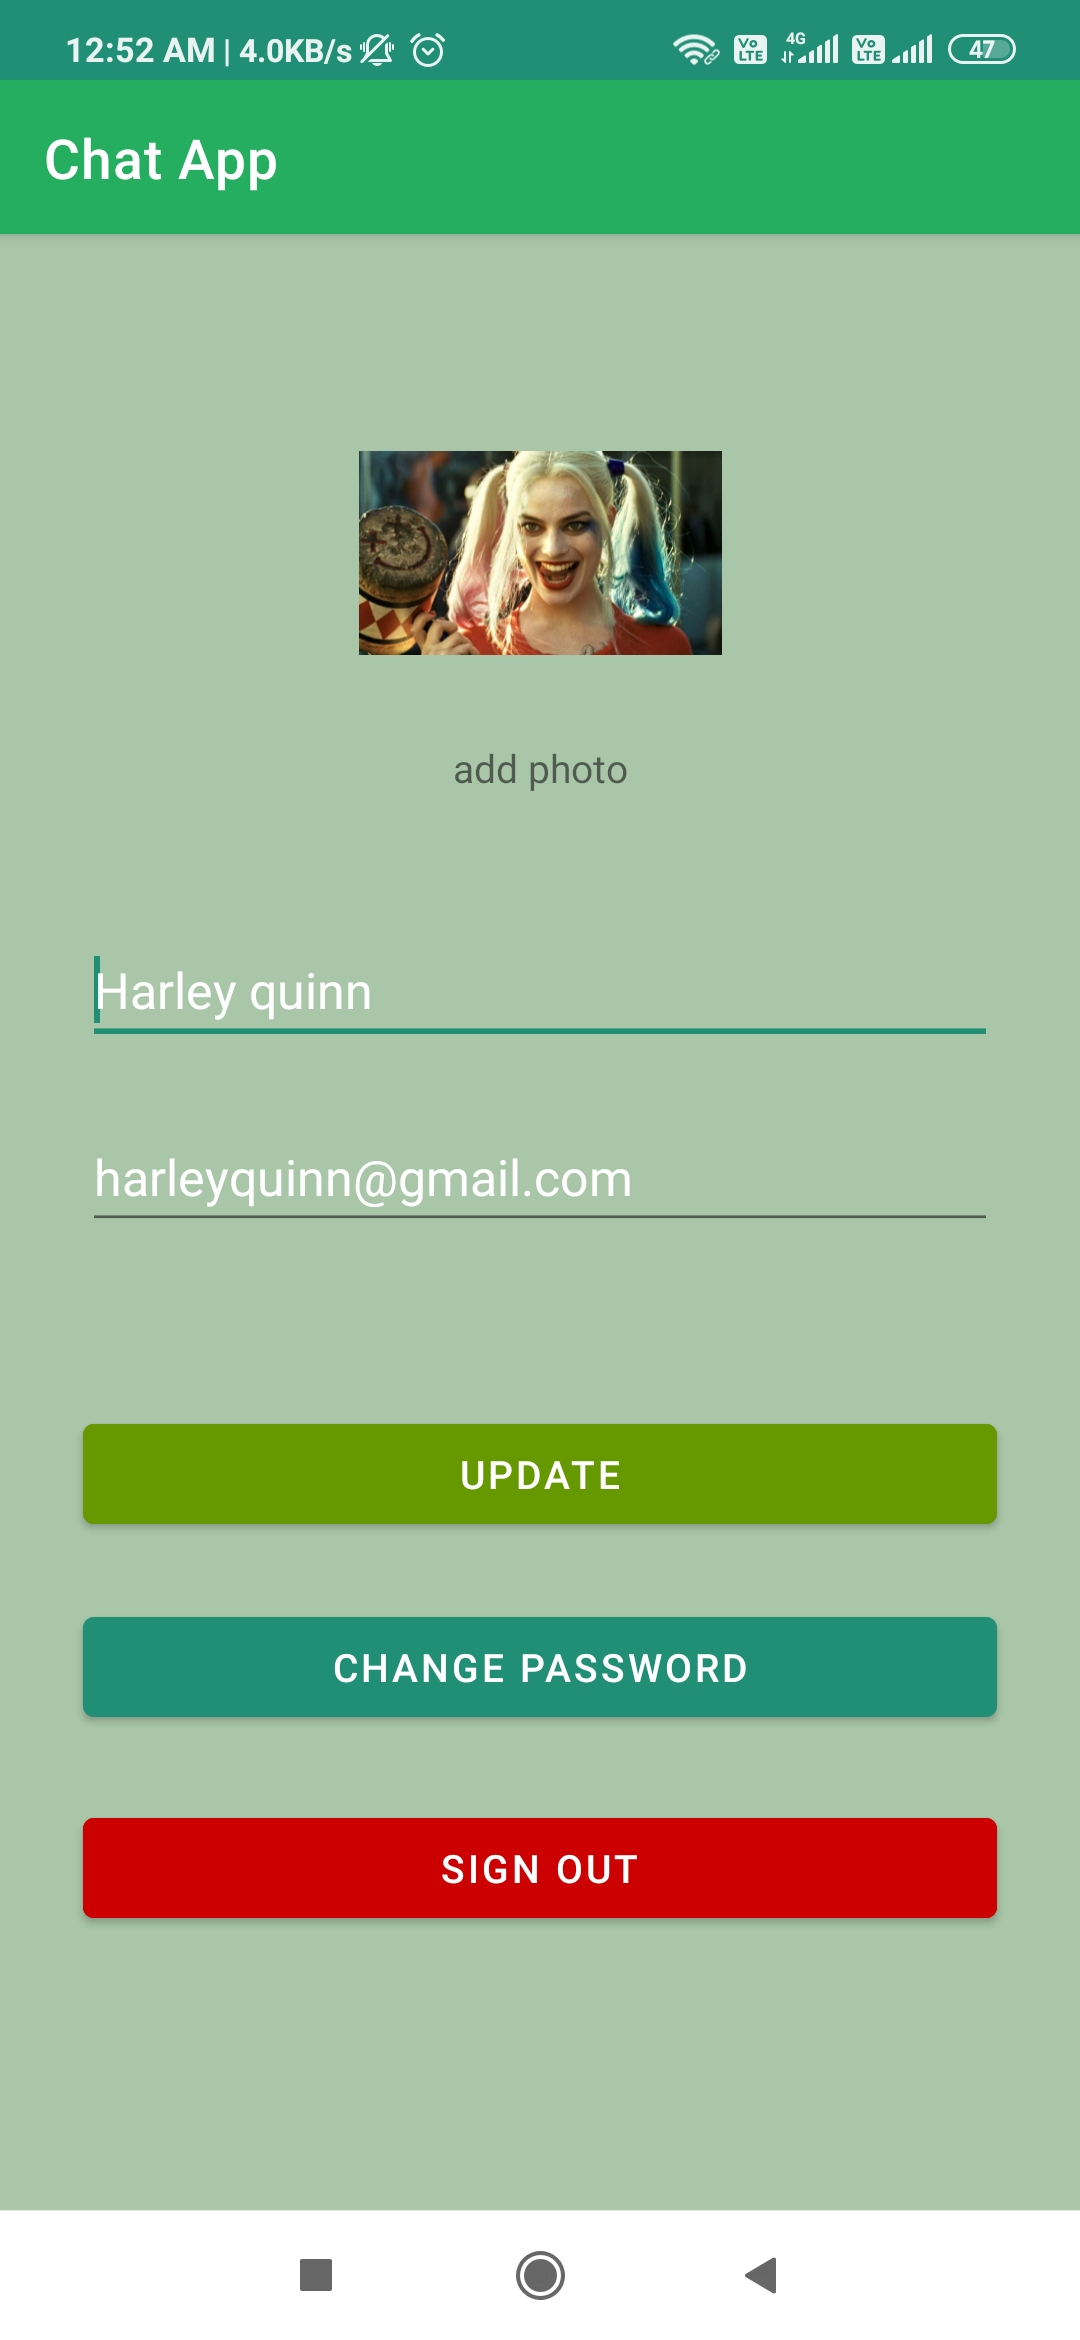 12:52 AM | 4.0KB/s Vo LTE 4G Vo LTE 47
Chat App
add photo
Harley quinn
harleyquinn@gmail.com
UPDATE
CHANGE PASSWORD
SIGN OUT